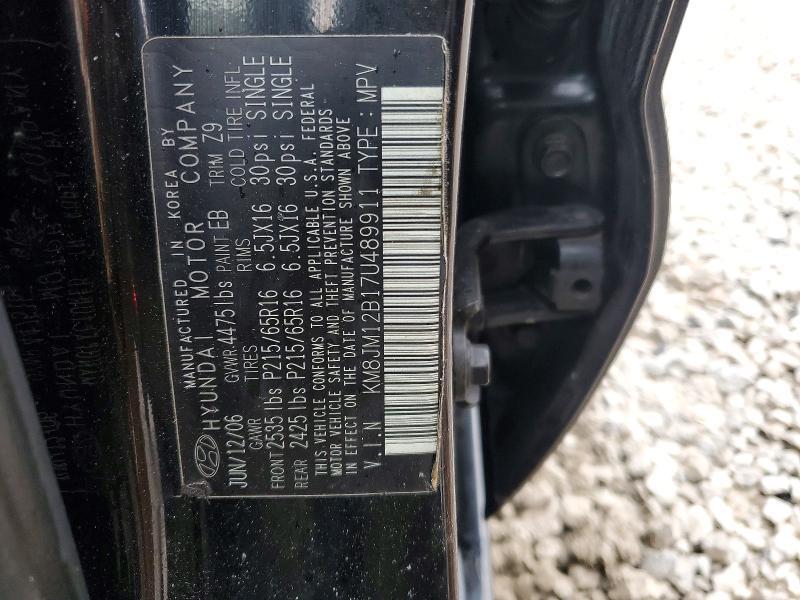 MANUFACTURED IN KOREA BY
HYUNDAI MOTOR COMPANY
JUN/12/06 GVWR 4475lbs PAINT EB TRIM Z9
GAWR TIRES RIMS COLD TIRE INFL
FRONT 2535 lbs P215/65R16 6.5JX16 30psi SINGLE
REAR 2425 lbs P215/65R16 6.5JX16 30psi SINGLE
THIS VEHICLE CONFORMS TO ALL APPLICABLE U.S.A. FEDERAL
MOTOR VEHICLE SAFETY AND THEFT PREVENTION STANDARDS
IN EFFECT ON THE DATE OF MANUFACTURE SHOWN ABOVE
V.I.N KM8JM12B17U489911 TYPE: MPV